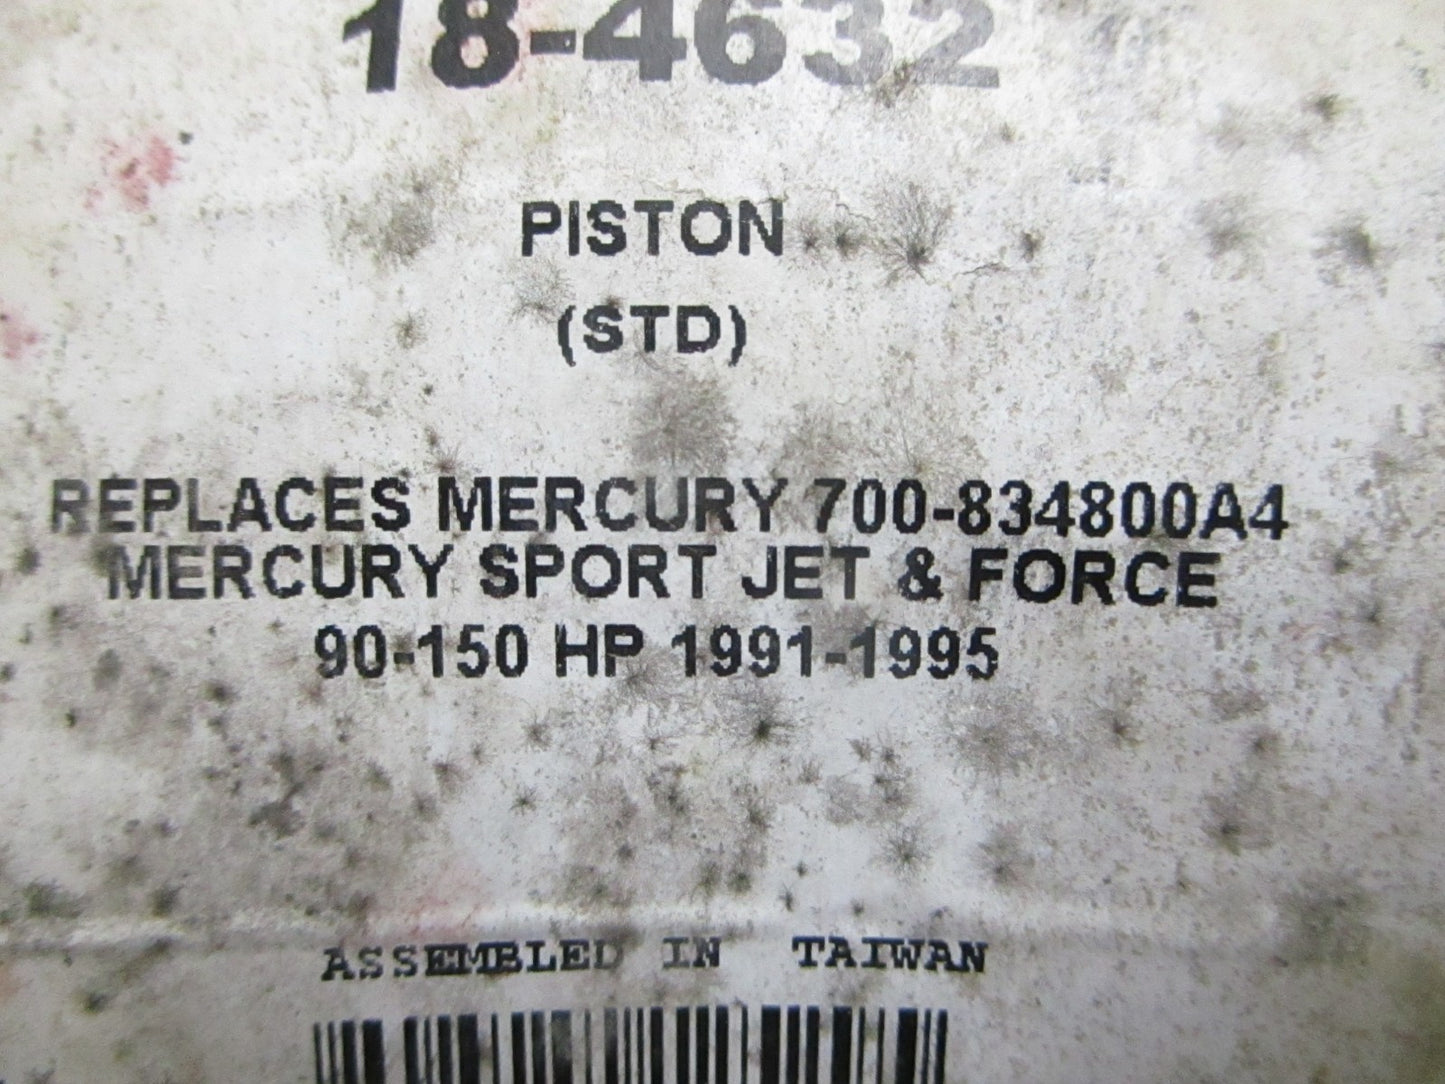 18-4632
PISTON
(STD)
REPLACES MERCURY 700-834800A4
MERCURY SPORT JET & FORCE
90-150 HP 1991-1995
ASSEMBLED IN TAIWAN